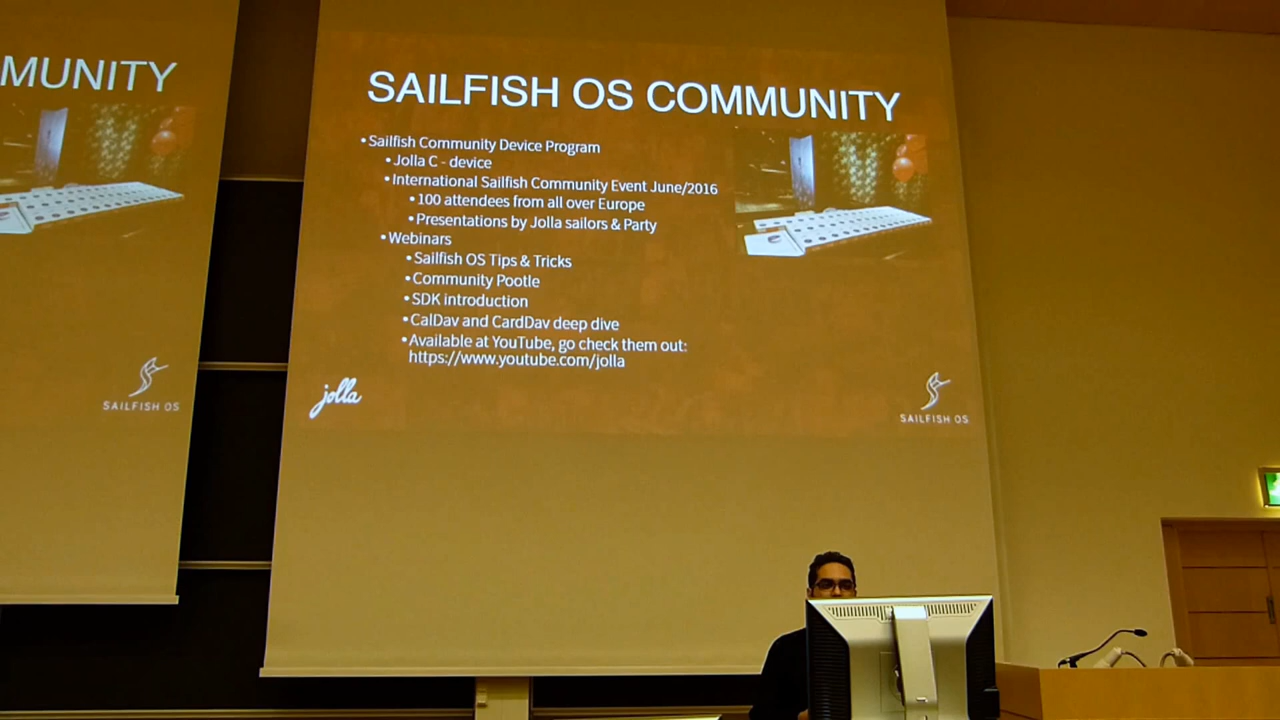 MUNITY
SAILFISH OS
SAILFISH OS COMMUNITY
•Sailfish Community Device Program
•Jolla C - device
•International Sailfish Community Event June/2016
•100 attendees from all over Europe
•Presentations by Jolla sailors & Party
•Webinars
•Sailfish OS Tips & Tricks
•Community Pootle
•SDK introduction
•CalDav and CardDav deep dive
•Available at YouTube, go check them out:
https://www.youtube.com/jolla
jolla
SAILFISH OS